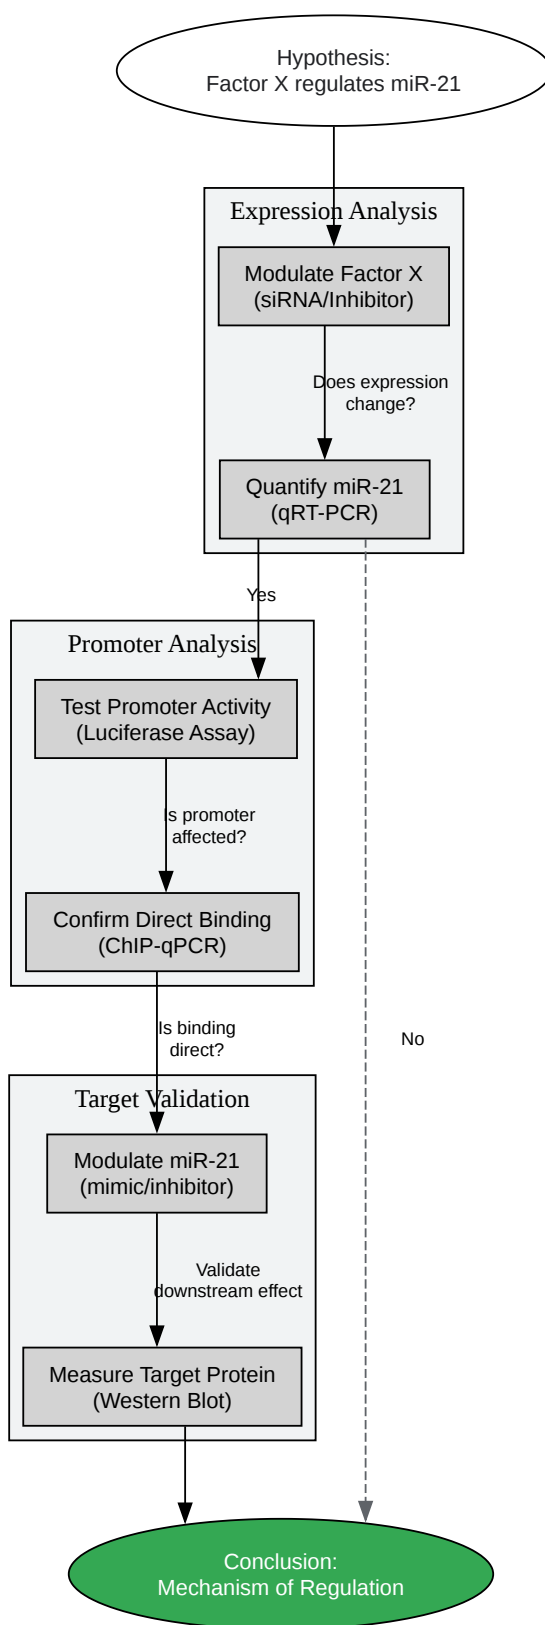 Hypothesis:
Factor X regulates miR-21
Expression Analysis
Modulate Factor X
(siRNA/Inhibitor)
Does expression
change?
Quantify miR-21
(qRT-PCR)
Yes
Promoter Analysis
Test Promoter Activity
(Luciferase Assay)
Is promoter
affected?
Confirm Direct Binding
(ChIP-qPCR)
Is binding
direct?
No
Target Validation
Modulate miR-21
(mimic/inhibitor)
Validate
downstream effect
Measure Target Protein
(Western Blot)
Conclusion:
Mechanism of Regulation